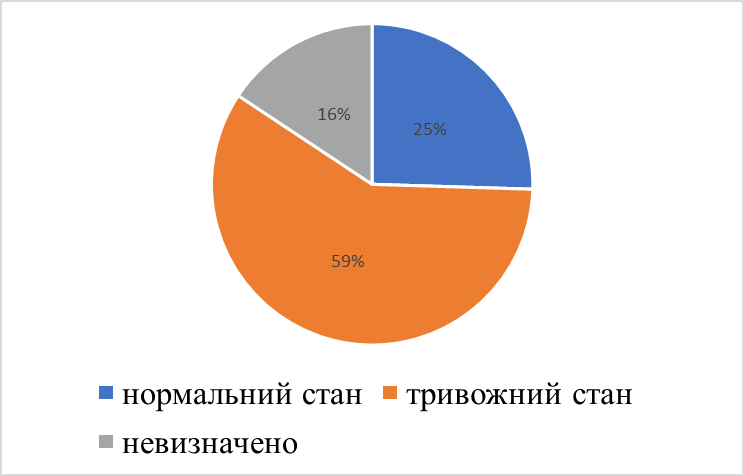 16%
25%
59%
нормальний стан
тривожний стан
невизначено